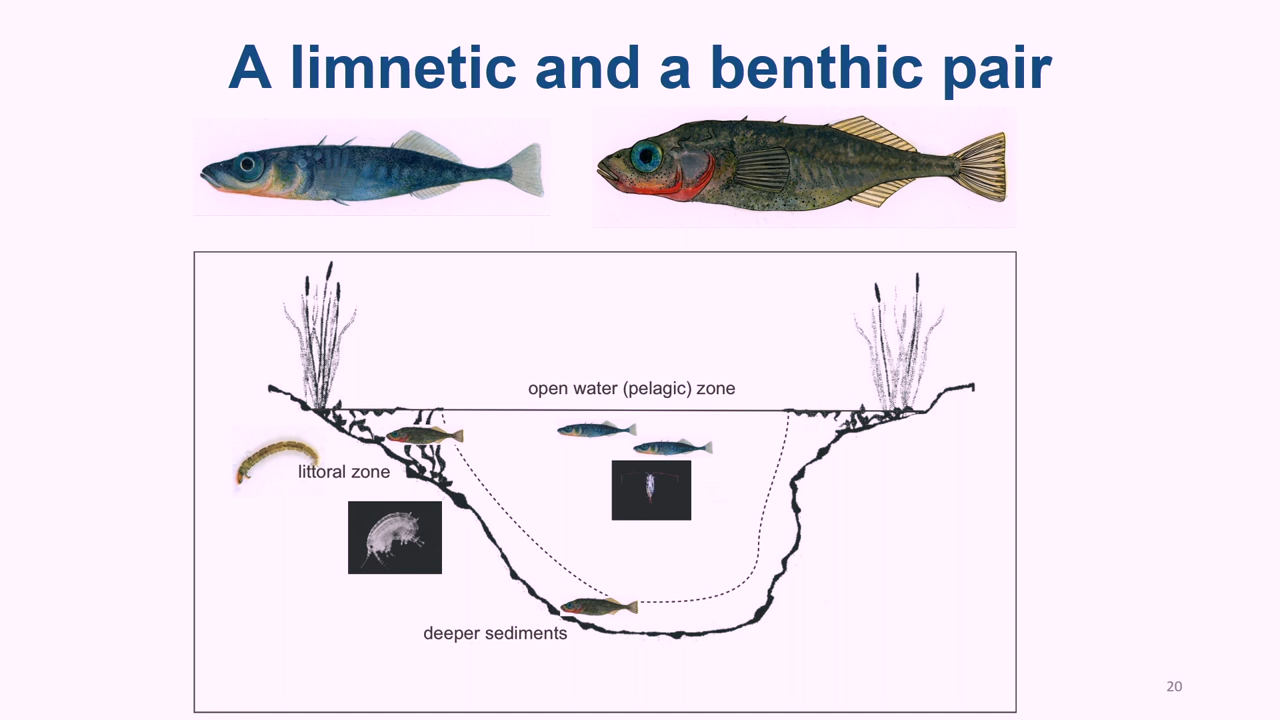 A limnetic and a benthic pair
open water (pelagic) zone
littoral zone
deeper sediments
20